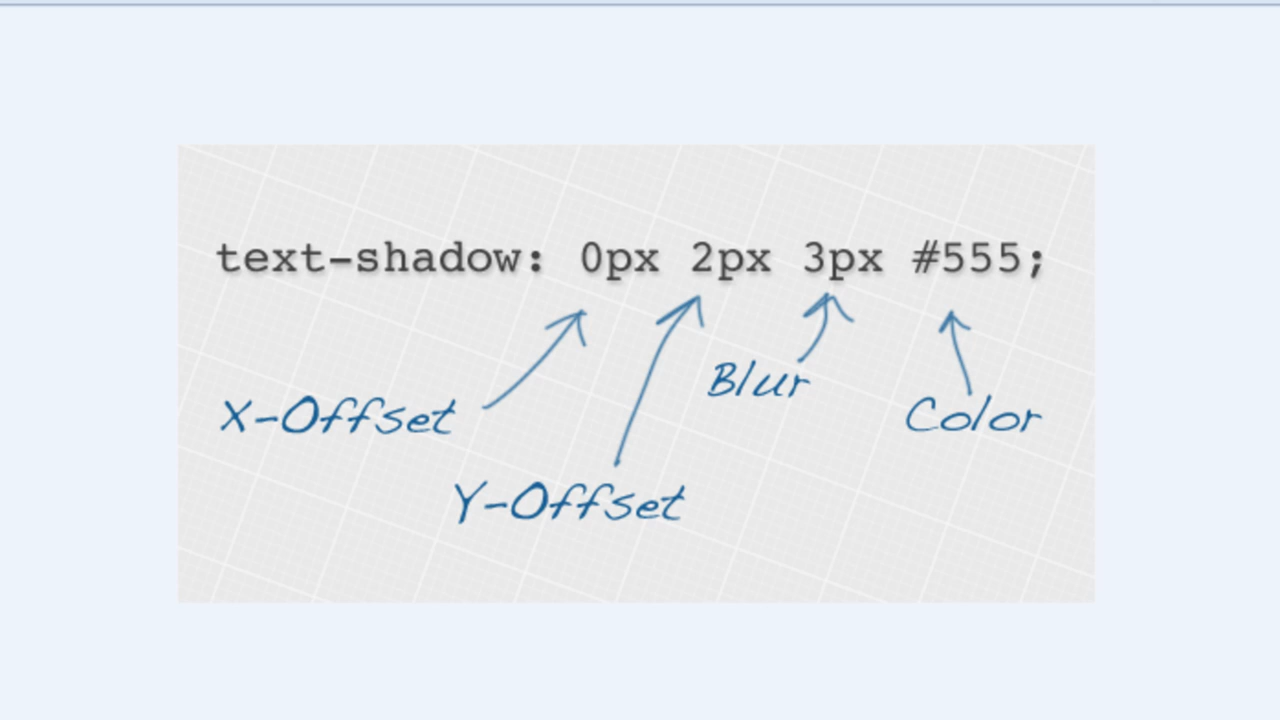 text-shadow: 0px 2px 3px #555;
Blur
X-Offset
Color
Y-Offset